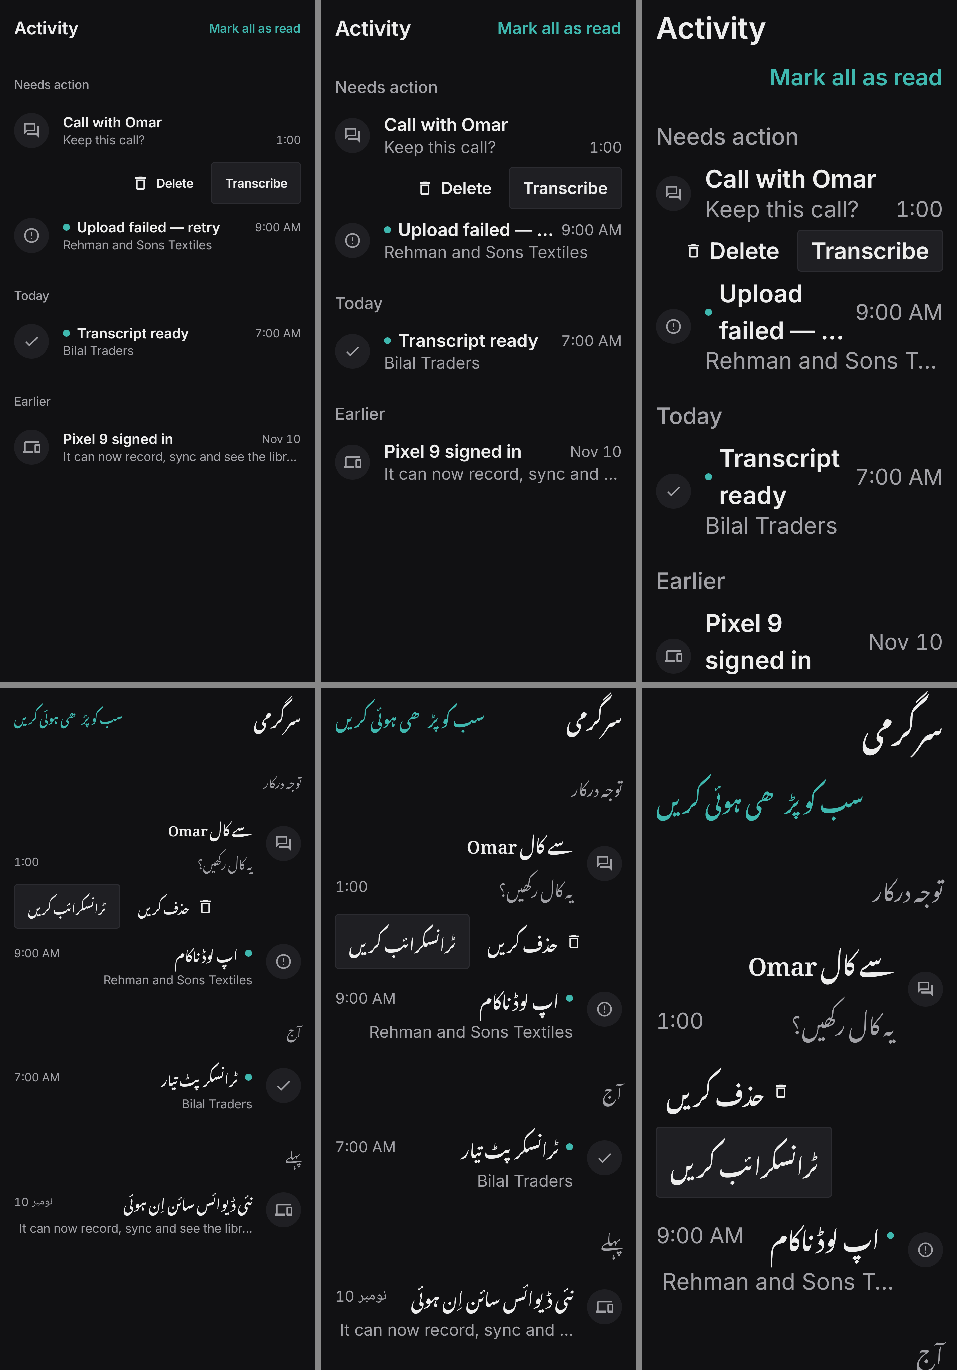 Activity
Mark all as read
Needs action
Call with Omar
Keep this call?
1:00
Delete
Transcribe
Upload failed — retry
9:00 AM
Rehman and Sons Textiles
Today
Transcript ready
7:00 AM
Bilal Traders
Earlier
Pixel 9 signed in
Nov 10
It can now record, sync and see the libr...
Activity
Mark all as read
Needs action
Call with Omar
Keep this call?
1:00
Delete
Transcribe
Upload failed — ...
9:00 AM
Rehman and Sons Textiles
Today
Transcript ready
7:00 AM
Bilal Traders
Earlier
Pixel 9 signed in
Nov 10
It can now record, sync and ...
Activity
Mark all as read
Needs action
Call with Omar
Keep this call?
1:00
Delete
Transcribe
Upload
failed — ...
9:00 AM
Rehman and Sons T...
Today
Transcript
ready
7:00 AM
Bilal Traders
Earlier
Pixel 9
signed in
Nov 10
سرگرمی
سب کو پڑھی ہوئی کریں
توجہ درکار
Omar سے کال
یہ کال رکھیں؟
1:00
حذف کریں
ٹرانسکرائب کریں
اپ لوڈ ناکام
9:00 AM
Rehman and Sons Textiles
آج
ٹرانسکرپٹ تیار
7:00 AM
Bilal Traders
پہلے
نئی ڈیوائس سائن اِن ہوئی
10 نومبر
It can now record, sync and see the libr...
سرگرمی
سب کو پڑھی ہوئی کریں
توجہ درکار
Omar سے کال
یہ کال رکھیں؟
1:00
حذف کریں
ٹرانسکرائب کریں
اپ لوڈ ناکام
9:00 AM
Rehman and Sons Textiles
آج
ٹرانسکرپٹ تیار
7:00 AM
Bilal Traders
پہلے
نئی ڈیوائس سائن اِن ہوئی
10 نومبر
It can now record, sync and ...
سرگرمی
سب کو پڑھی ہوئی کریں
توجہ درکار
Omar سے کال
یہ کال رکھیں؟
1:00
حذف کریں
ٹرانسکرائب کریں
اپ لوڈ ناکام
9:00 AM
Rehman and Sons T...
آج